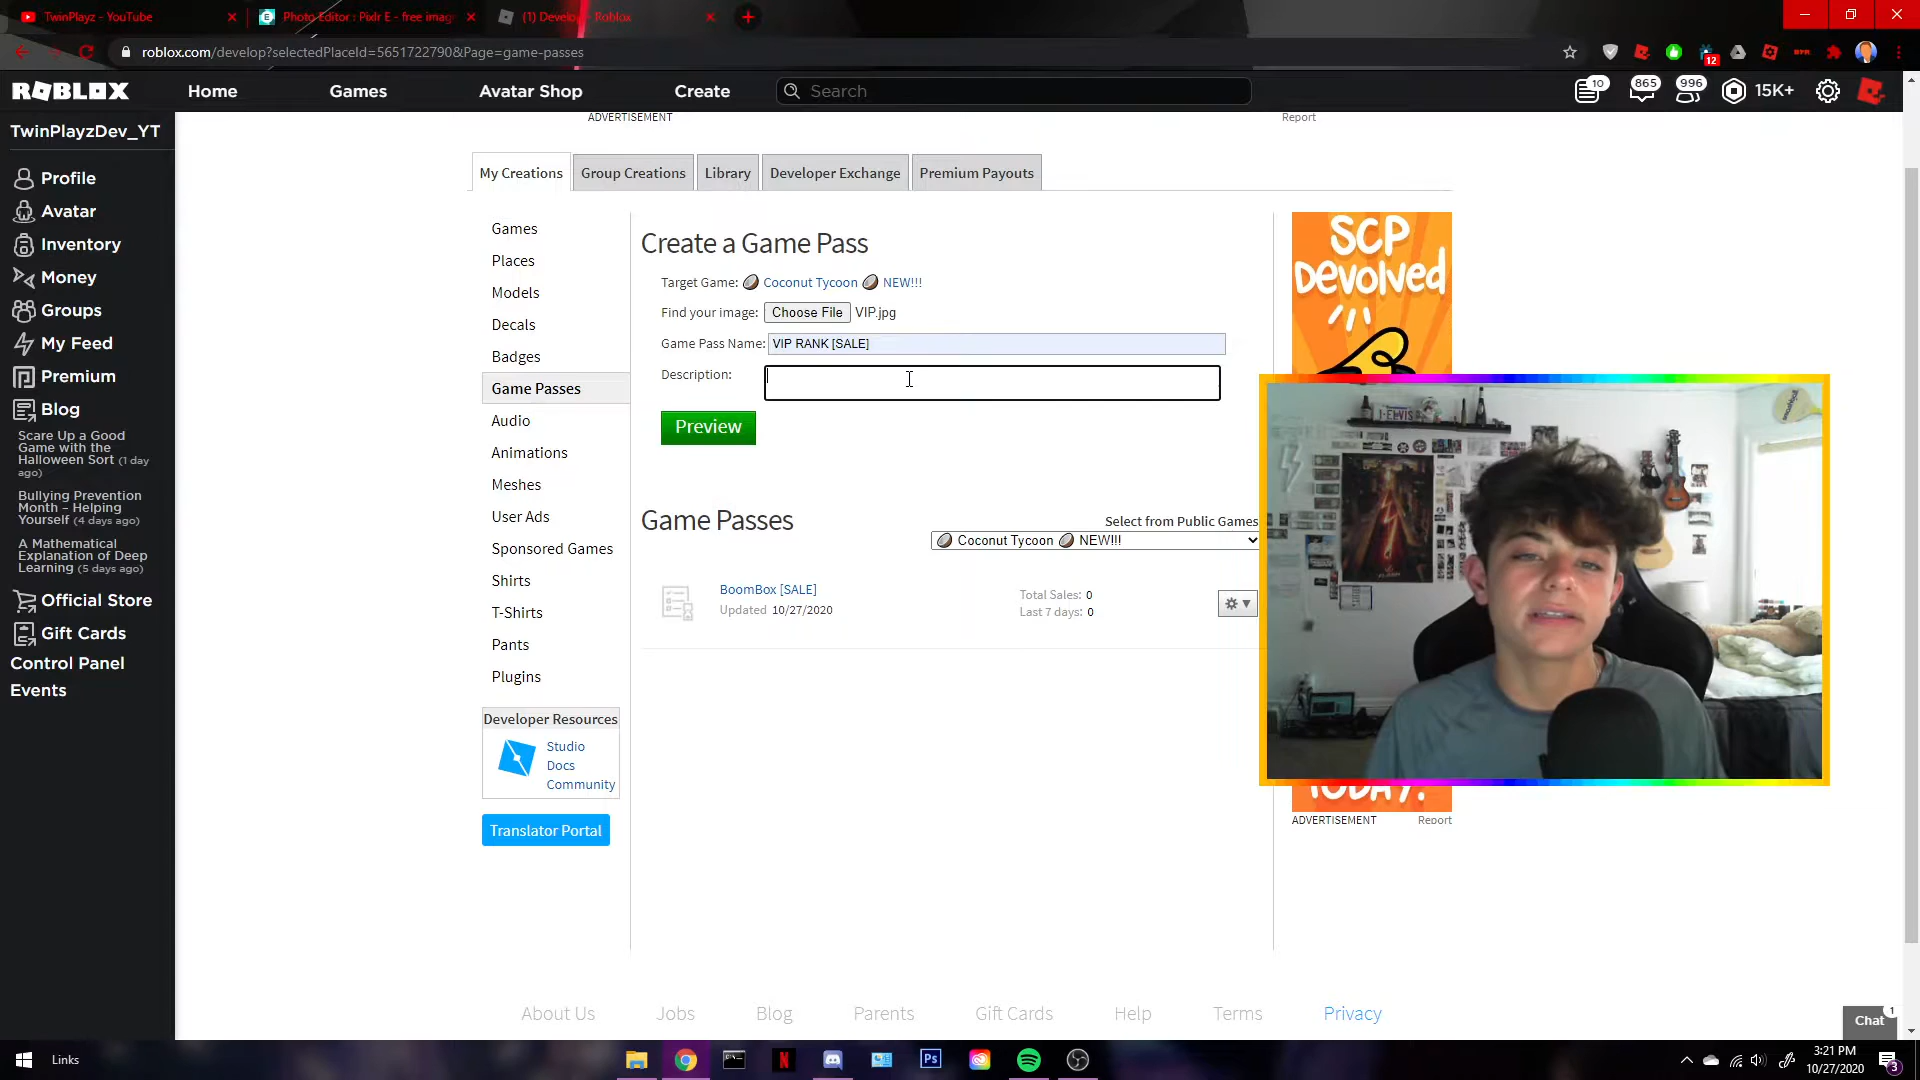 TwinPlayz - YouTube
Photo Editor : Pixlr E - free imag
(1) Develop - Roblox
roblox.com/develop?selectedPlaceId=5651722790&Page=game-passes
12
ROBLOX
Home
Games
Avatar Shop
Create
Search
10
865
996
15K+
TwinPlayzDev_YT
Profile
Avatar
Inventory
Money
Groups
My Feed
Premium
Blog
Scare Up a Good
Game with the
Halloween Sort (1 day
ago)
Bullying Prevention
Month – Helping
Yourself (4 days ago)
A Mathematical
Explanation of Deep
Learning (5 days ago)
Official Store
Gift Cards
Control Panel
Events
ADVERTISEMENT
Report
My Creations
Group Creations
Library
Developer Exchange
Premium Payouts
Games
Places
Models
Decals
Badges
Game Passes
Audio
Animations
Meshes
User Ads
Sponsored Games
Shirts
T-Shirts
Pants
Plugins
Developer Resources
Studio
Docs
Community
Translator Portal
Create a Game Pass
Target Game: Coconut Tycoon NEW!!!
Find your image: Choose File VIP.jpg
Game Pass Name: VIP RANK [SALE]
Description:
Preview
Game Passes
Select from Public Games
Coconut Tycoon NEW!!!
BoomBox [SALE]
Updated 10/27/2020
Total Sales: 0
Last 7 days: 0
SCP
DEVOLVED
TODAY!
ADVERTISEMENT
Report
About Us
Jobs
Blog
Parents
Gift Cards
Help
Terms
Privacy
Chat
1
Links
Ps
3:21 PM
10/27/2020
3